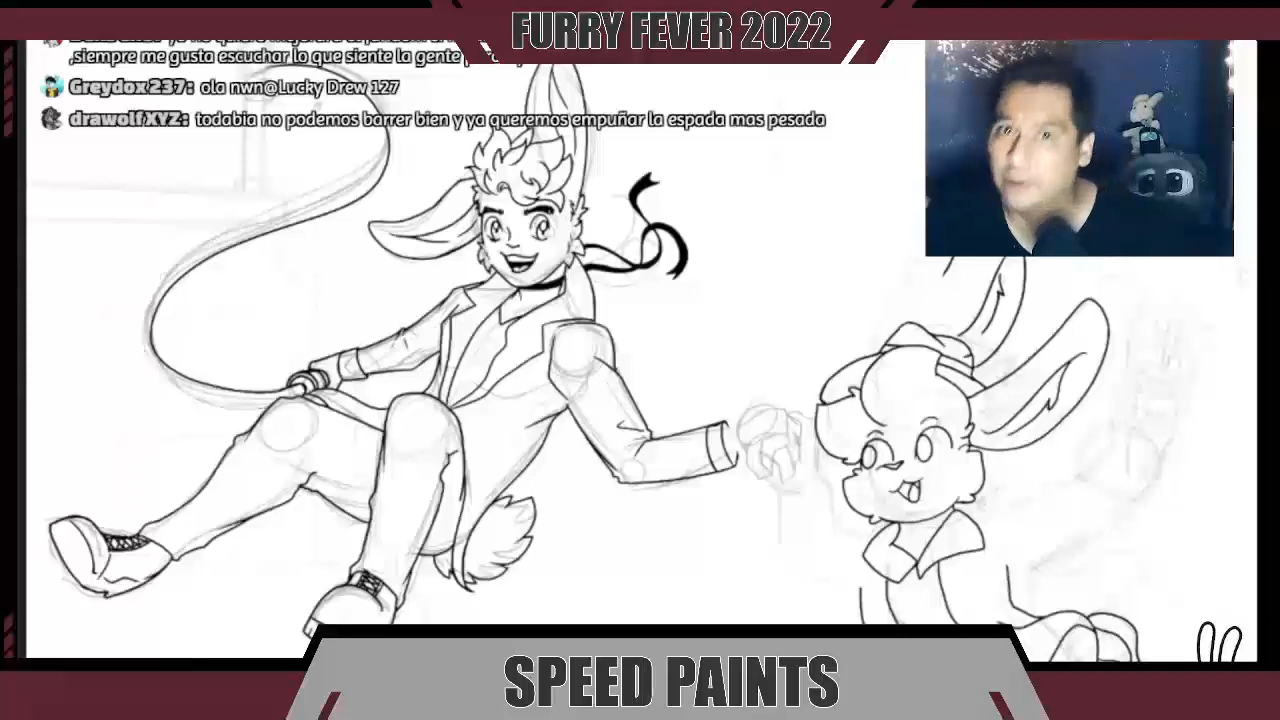 FURRY FEVER 2022
,siempre me gusta escuchar lo que siente la gente
Greydox237: ola nwn@Lucky Drew 127
drawolfXYZ: todabia no podemos barrer bien y ya queremos empuñar la espada mas pesada
SPEED PAINTS